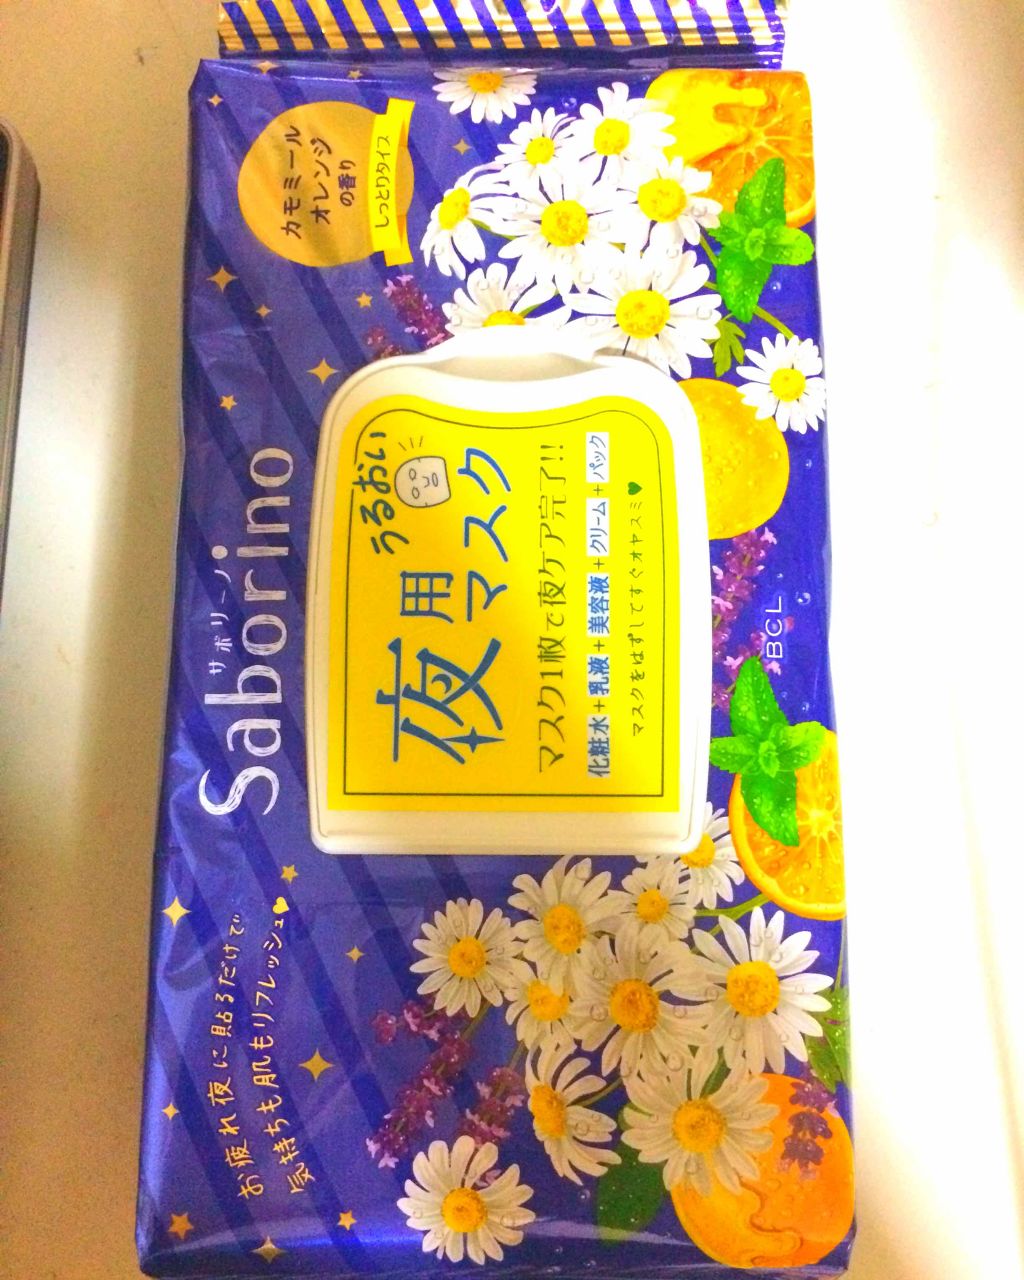 お疲れ夜に貼るだけで
気持ちも肌もリフレッシュ♥
サボリーノ
Saborino
カモミール
オレンジ
の香り
しっとりタイプ
うるおい
夜用
マスク
マスク1枚で夜ケア完了!!
化粧水+乳液+美容液+クリーム+パック
マスクをはずしてすぐオヤスミ♥
BCL